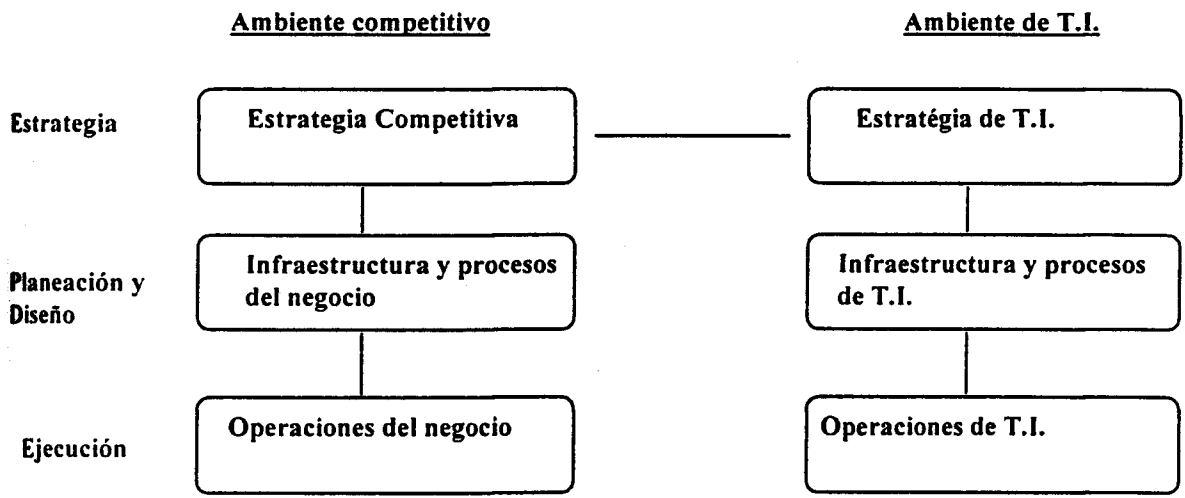 Ambiente competitivo
Ambiente de T.I.
Estrategia
Estrategia Competitiva
Estratégia de T.I.
Planeación y
Diseño
Infraestructura y procesos
del negocio
Infraestructura y procesos
de T.I.
Ejecución
Operaciones del negocio
Operaciones de T.I.